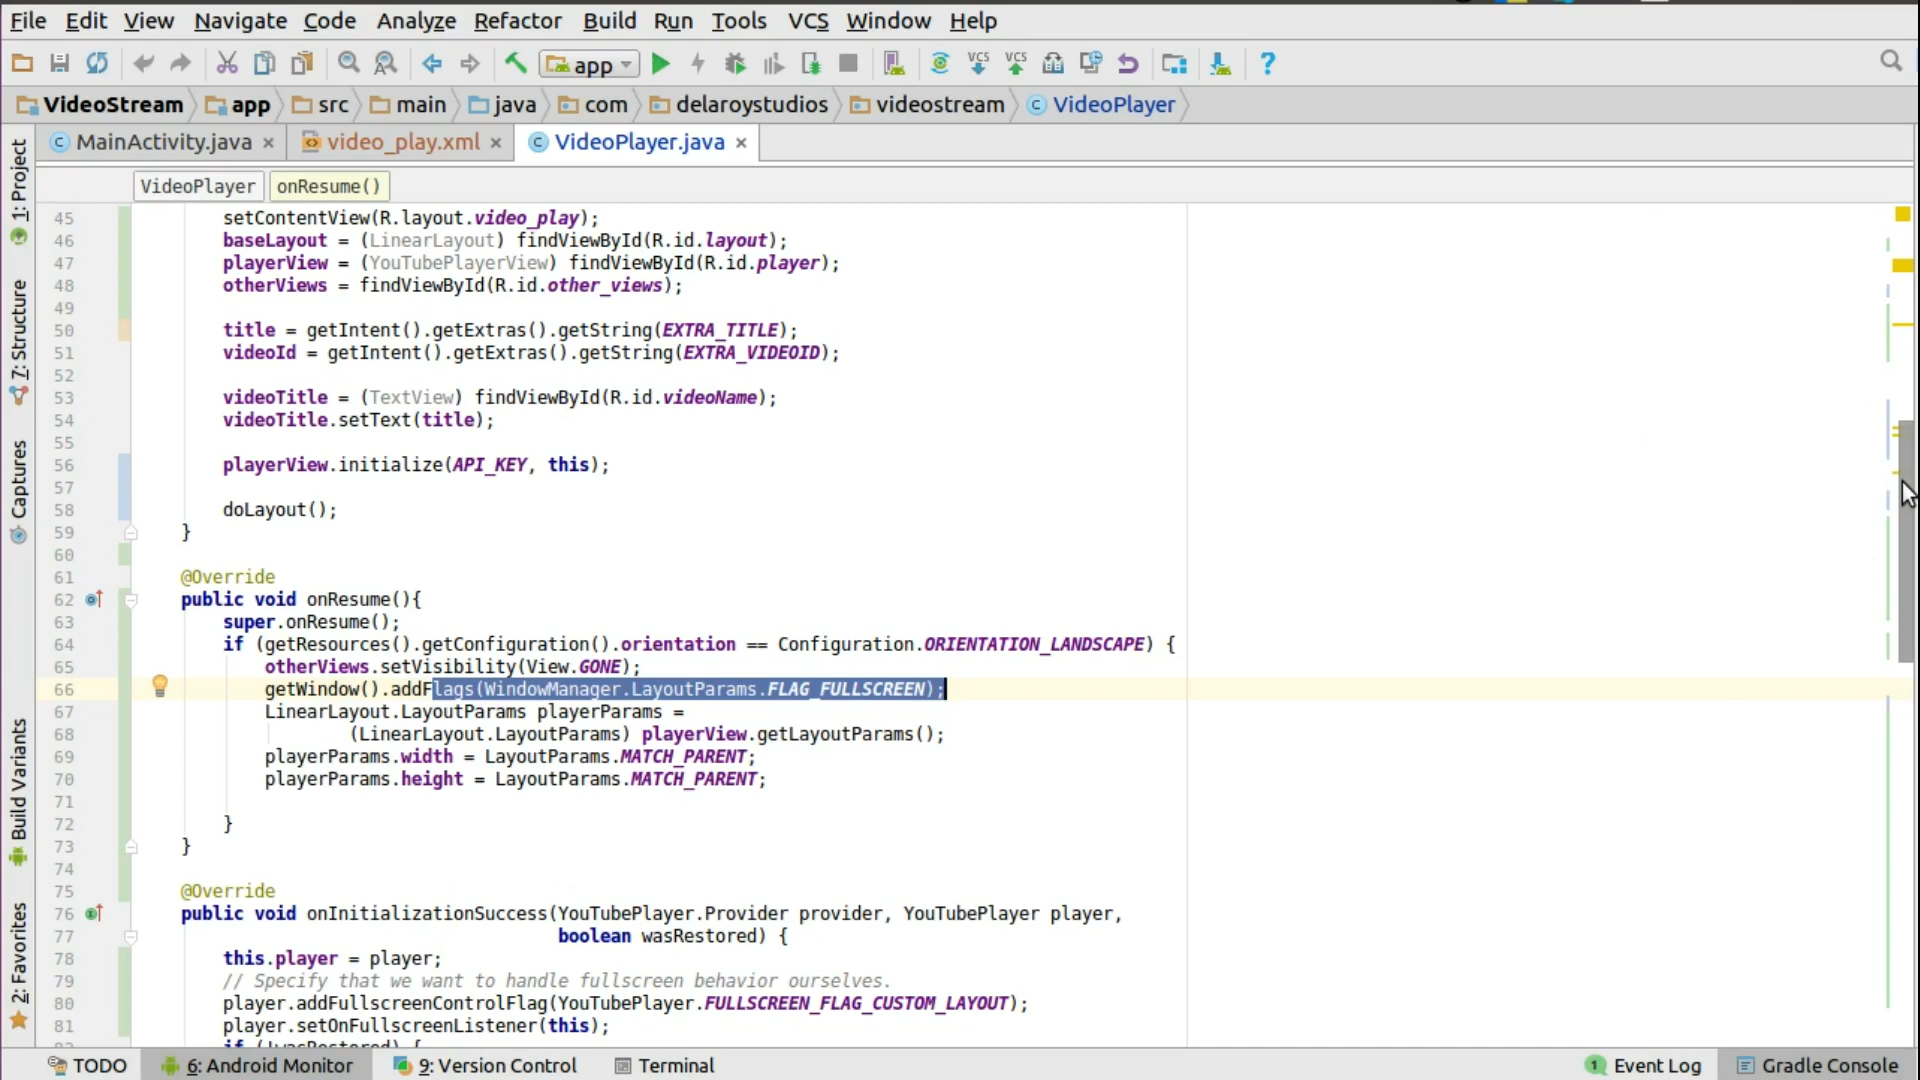 File Edit View Navigate Code Analyze Refactor Build Run Tools VCS Window Help
app
VCS VCS
VideoStream app src main java com delaroystudios videostream VideoPlayer
MainActivity.java video_play.xml VideoPlayer.java
VideoPlayer onResume()
1: Project
7: Structure
Captures
Build Variants
2: Favorites
45 setContentView(R.layout.video_play);
46 baseLayout = (LinearLayout) findViewById(R.id.layout);
47 playerView = (YouTubePlayerView) findViewById(R.id.player);
48 otherViews = findViewById(R.id.other_views);
49
50 title = getIntent().getExtras().getString(EXTRA_TITLE);
51 videoId = getIntent().getExtras().getString(EXTRA_VIDEOID);
52
53 videoTitle = (TextView) findViewById(R.id.videoName);
54 videoTitle.setText(title);
55
56 playerView.initialize(API_KEY, this);
57
58 doLayout();
59 }
60
61 @Override
62 public void onResume(){
63 super.onResume();
64 if (getResources().getConfiguration().orientation == Configuration.ORIENTATION_LANDSCAPE) {
65 otherViews.setVisibility(View.GONE);
66 getWindow().addFlags(WindowManager.LayoutParams.FLAG_FULLSCREEN);
67 LinearLayout.LayoutParams playerParams =
68 (LinearLayout.LayoutParams) playerView.getLayoutParams();
69 playerParams.width = LayoutParams.MATCH_PARENT;
70 playerParams.height = LayoutParams.MATCH_PARENT;
71
72 }
73 }
74
75 @Override
76 public void onInitializationSuccess(YouTubePlayer.Provider provider, YouTubePlayer player,
77 boolean wasRestored) {
78 this.player = player;
79 // Specify that we want to handle fullscreen behavior ourselves.
80 player.addFullscreenControlFlag(YouTubePlayer.FULLSCREEN_FLAG_CUSTOM_LAYOUT);
81 player.setOnFullscreenListener(this);
TODO 6: Android Monitor 9: Version Control Terminal 1 Event Log Gradle Console